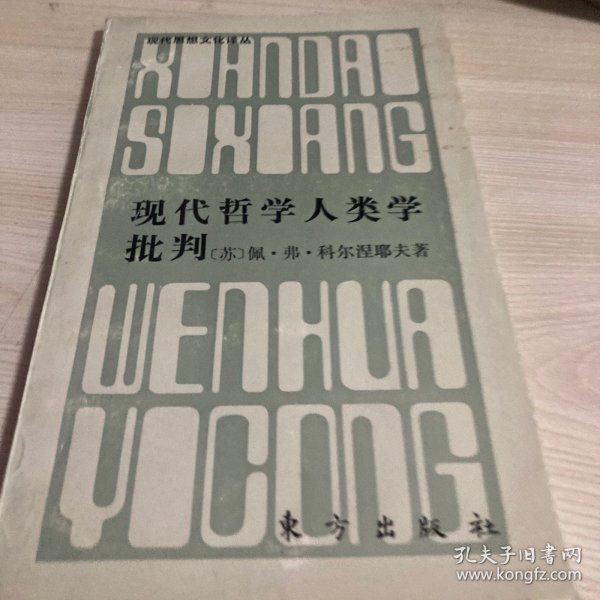 现代思想文化译丛
XIANDAI
SIXIANG
现代哲学人类学
批判〔苏〕佩·弗·科尔涅耶夫著
WENHUA
YICONG
東方出版社
孔夫子旧书网
www.kongfz.com